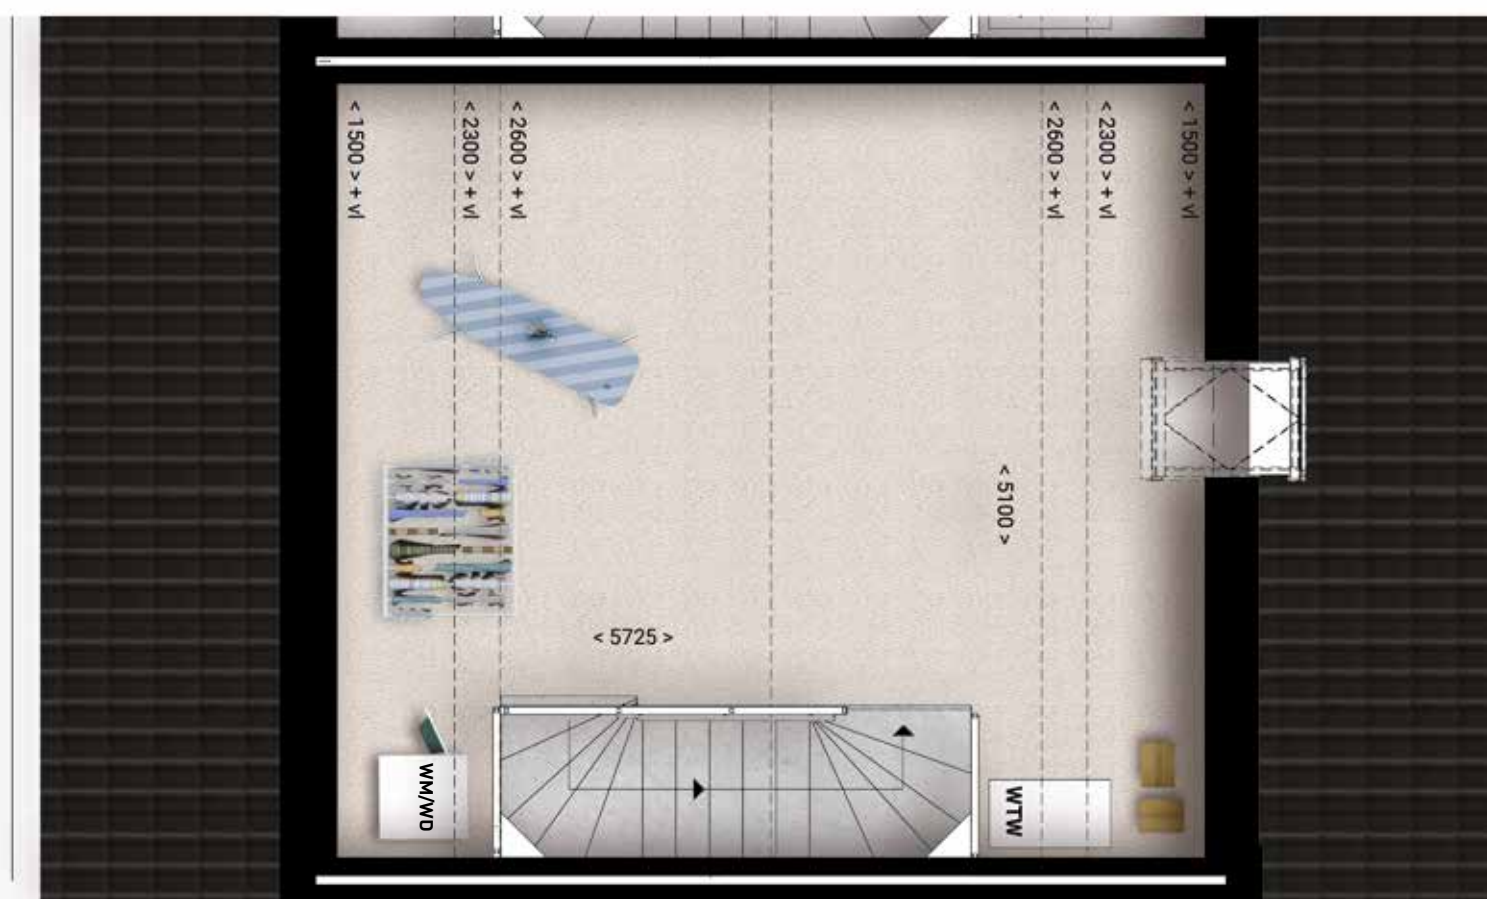 < 1500 > + vl
< 2300 > + vl
< 2600 > + vl
< 2600 > + vl
< 2300 > + vl
< 1500 > + vl
< 5100 >
< 5725 >
WM/WD
WTW